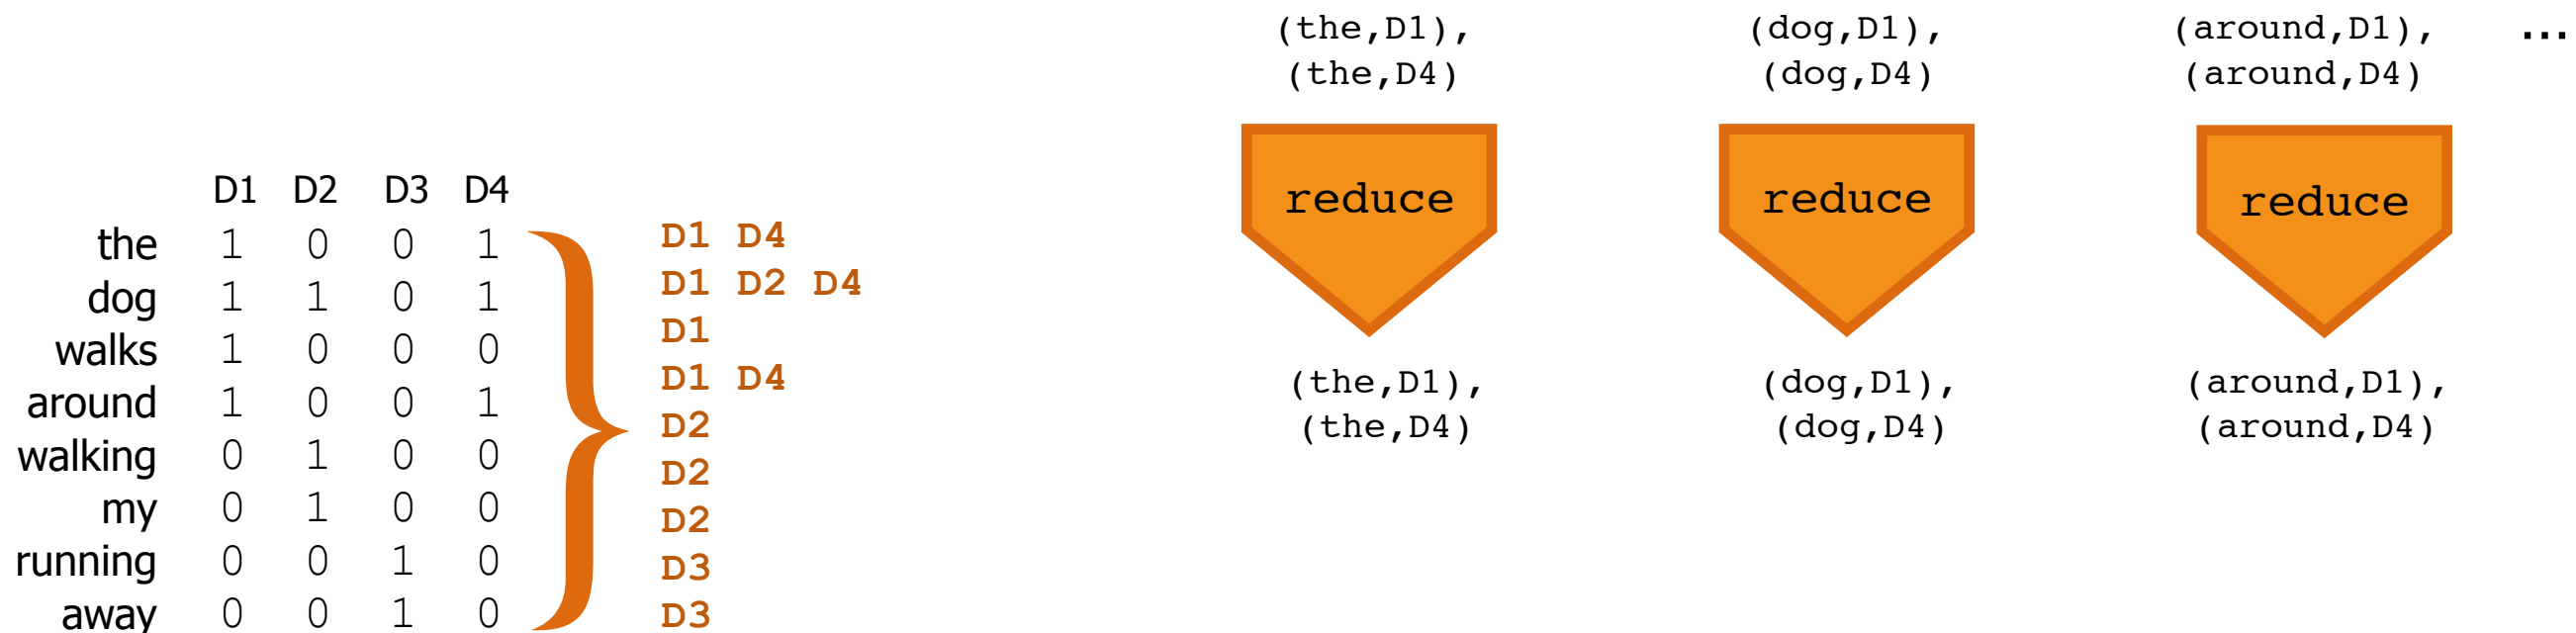 D1 D2 D3 D4
the 1 0 0 1
dog 1 1 0 1
walks 1 0 0 0
around 1 0 0 1
walking 0 1 0 0
my 0 1 0 0
running 0 0 1 0
away 0 0 1 0
D1 D4
D1 D2 D4
D1
D1 D4
D2
D2
D2
D3
D3
(the,D1),
(the,D4)
reduce
(the,D1),
(the,D4)
(dog,D1),
(dog,D4)
reduce
(dog,D1),
(dog,D4)
(around,D1),
(around,D4)
reduce
(around,D1),
(around,D4)
...